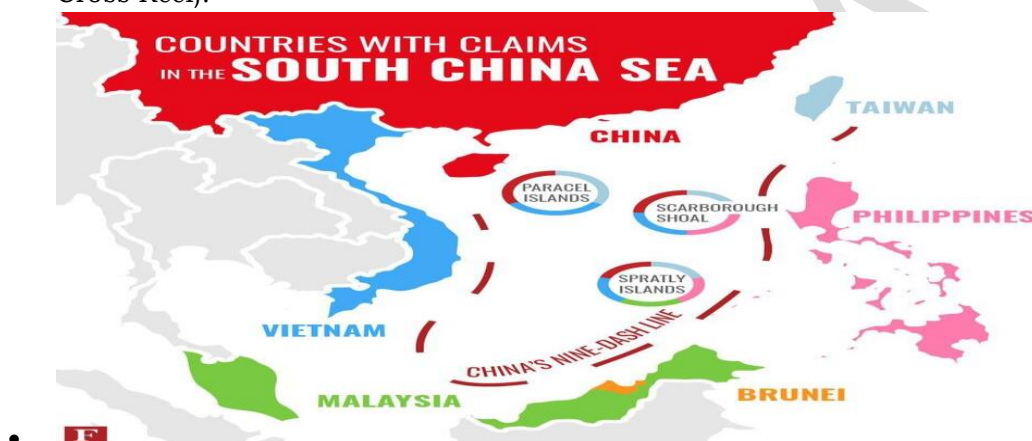 Cross Reef).
COUNTRIES WITH CLAIMS
IN THE SOUTH CHINA SEA
TAIWAN
CHINA
PARACEL
ISLANDS
SCARBOROUGH
SHOAL
PHILIPPINES
SPRATLY
ISLANDS
VIETNAM
CHINA'S NINE-DASH LINE
MALAYSIA
BRUNEI
F